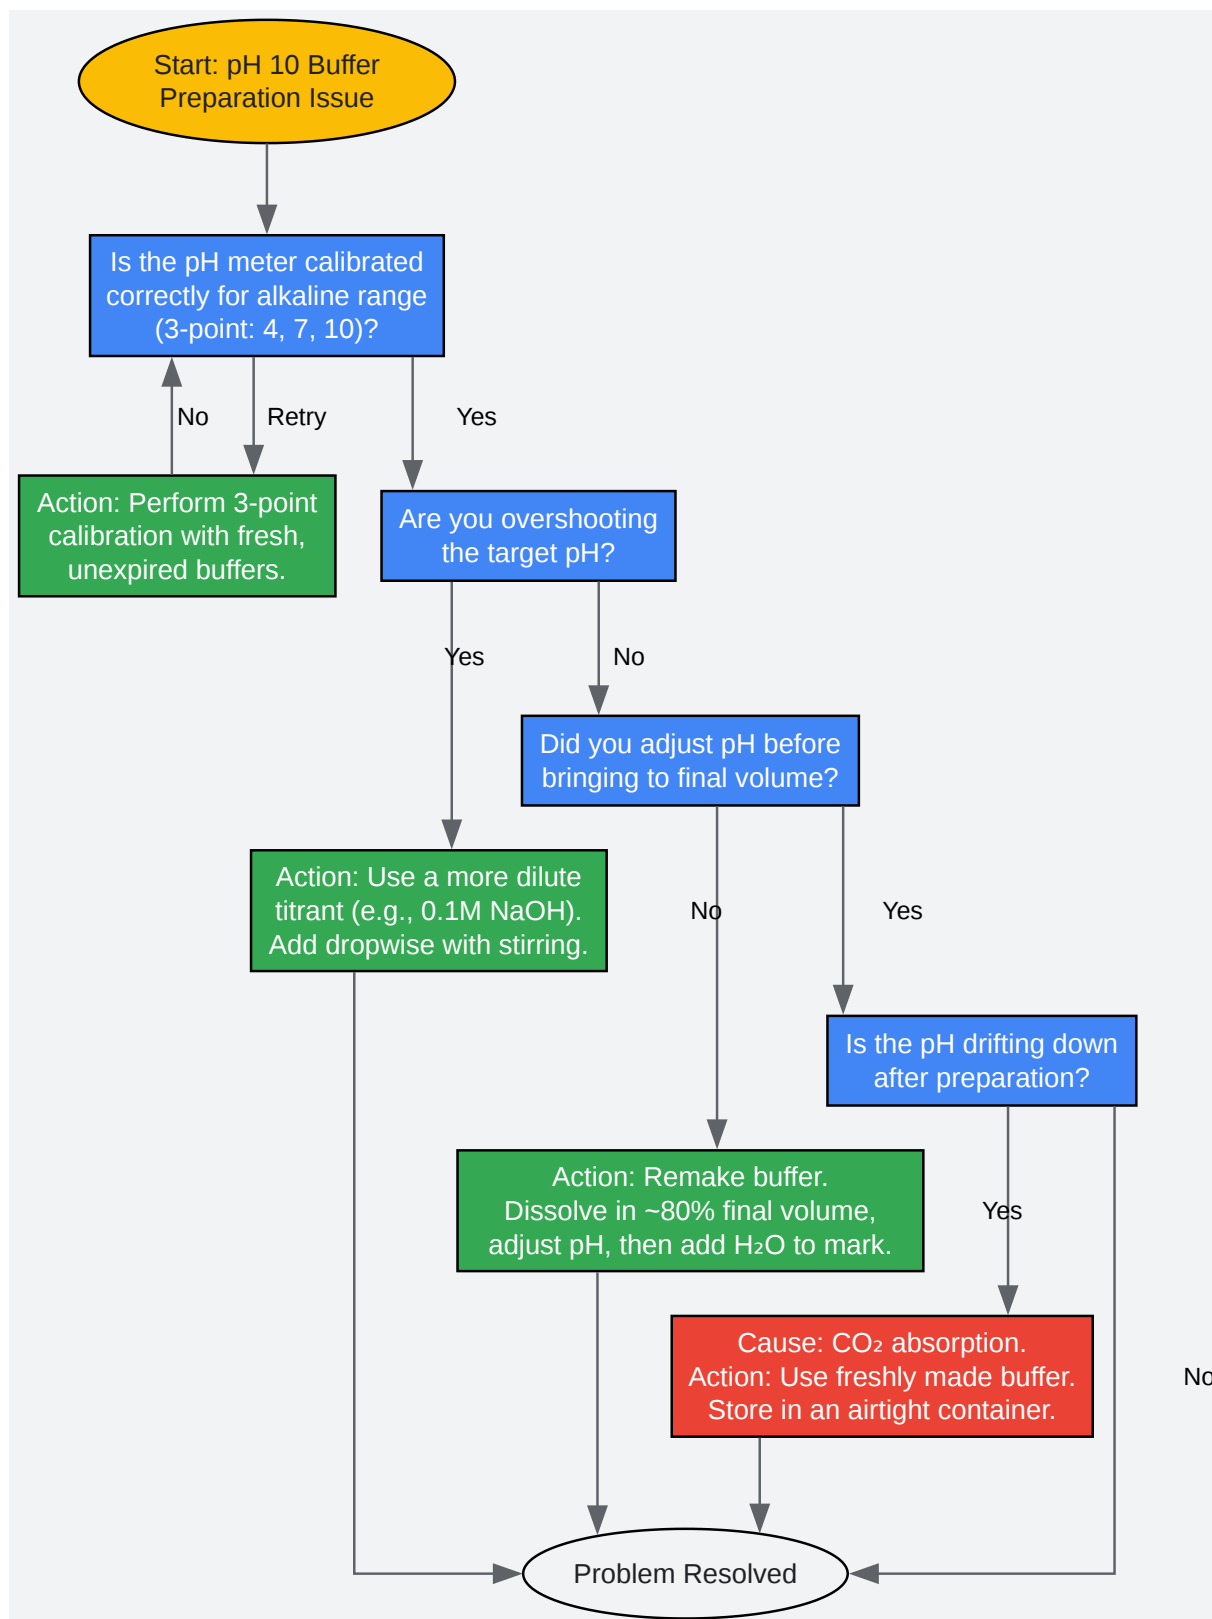 Start: pH 10 Buffer
Preparation Issue
Is the pH meter calibrated
correctly for alkaline range
(3-point: 4, 7, 10)?
No
Retry
Yes
Action: Perform 3-point
calibration with fresh,
unexpired buffers.
Are you overshooting
the target pH?
Yes
No
Did you adjust pH before
bringing to final volume?
Action: Use a more dilute
titrant (e.g., 0.1M NaOH).
Add dropwise with stirring.
No
Yes
Is the pH drifting down
after preparation?
Action: Remake buffer.
Dissolve in ~80% final volume,
adjust pH, then add H₂O to mark.
Yes
Cause: CO₂ absorption.
Action: Use freshly made buffer.
Store in an airtight container.
No
Problem Resolved